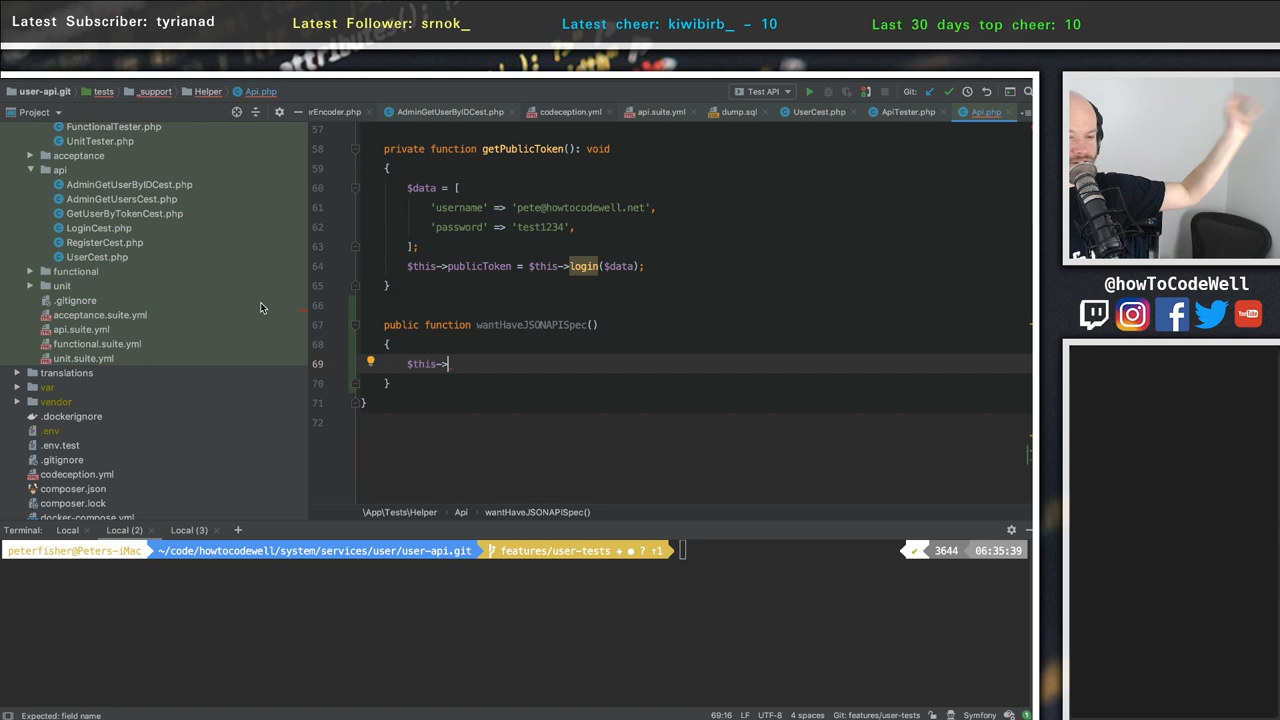 Latest Subscriber: tyrianad
Latest Follower: srnok_
Latest cheer: kiwibirb_ - 10
Last 30 days top cheer: 10
user-api.git
tests
_support
Helper
Api.php
Test API
Git:
Project
rEncoder.php
AdminGetUserByIDCest.php
codeception.yml
api.suite.yml
dump.sql
UserCest.php
ApiTester.php
Api.php
FunctionalTester.php
UnitTester.php
acceptance
api
AdminGetUserByIDCest.php
AdminGetUsersCest.php
GetUserByTokenCest.php
LoginCest.php
RegisterCest.php
UserCest.php
functional
unit
.gitignore
acceptance.suite.yml
api.suite.yml
functional.suite.yml
unit.suite.yml
translations
var
vendor
.dockerignore
.env
.env.test
.gitignore
codeception.yml
composer.json
composer.lock
docker-compose.yml
57
58 private function getPublicToken(): void
59 {
60 $data = [
61 'username' => 'pete@howtocodewell.net',
62 'password' => 'test1234',
63 ];
64 $this->publicToken = $this->login($data);
65 }
66
67 public function wantHaveJSONAPISpec()
68 {
69 $this->
70 }
71 }
72
\App\Tests\Helper Api wantHaveJSONAPISpec()
@howToCodeWell
Terminal: Local Local (2) Local (3) +
peterfisher@Peters-iMac ~/code/howtocodewell/system/services/user/user-api.git features/user-tests + ● ? ↑1 ✔ 3644 06:35:39
Expected: field name
69:16 LF UTF-8 4 spaces Git: features/user-tests Symfony